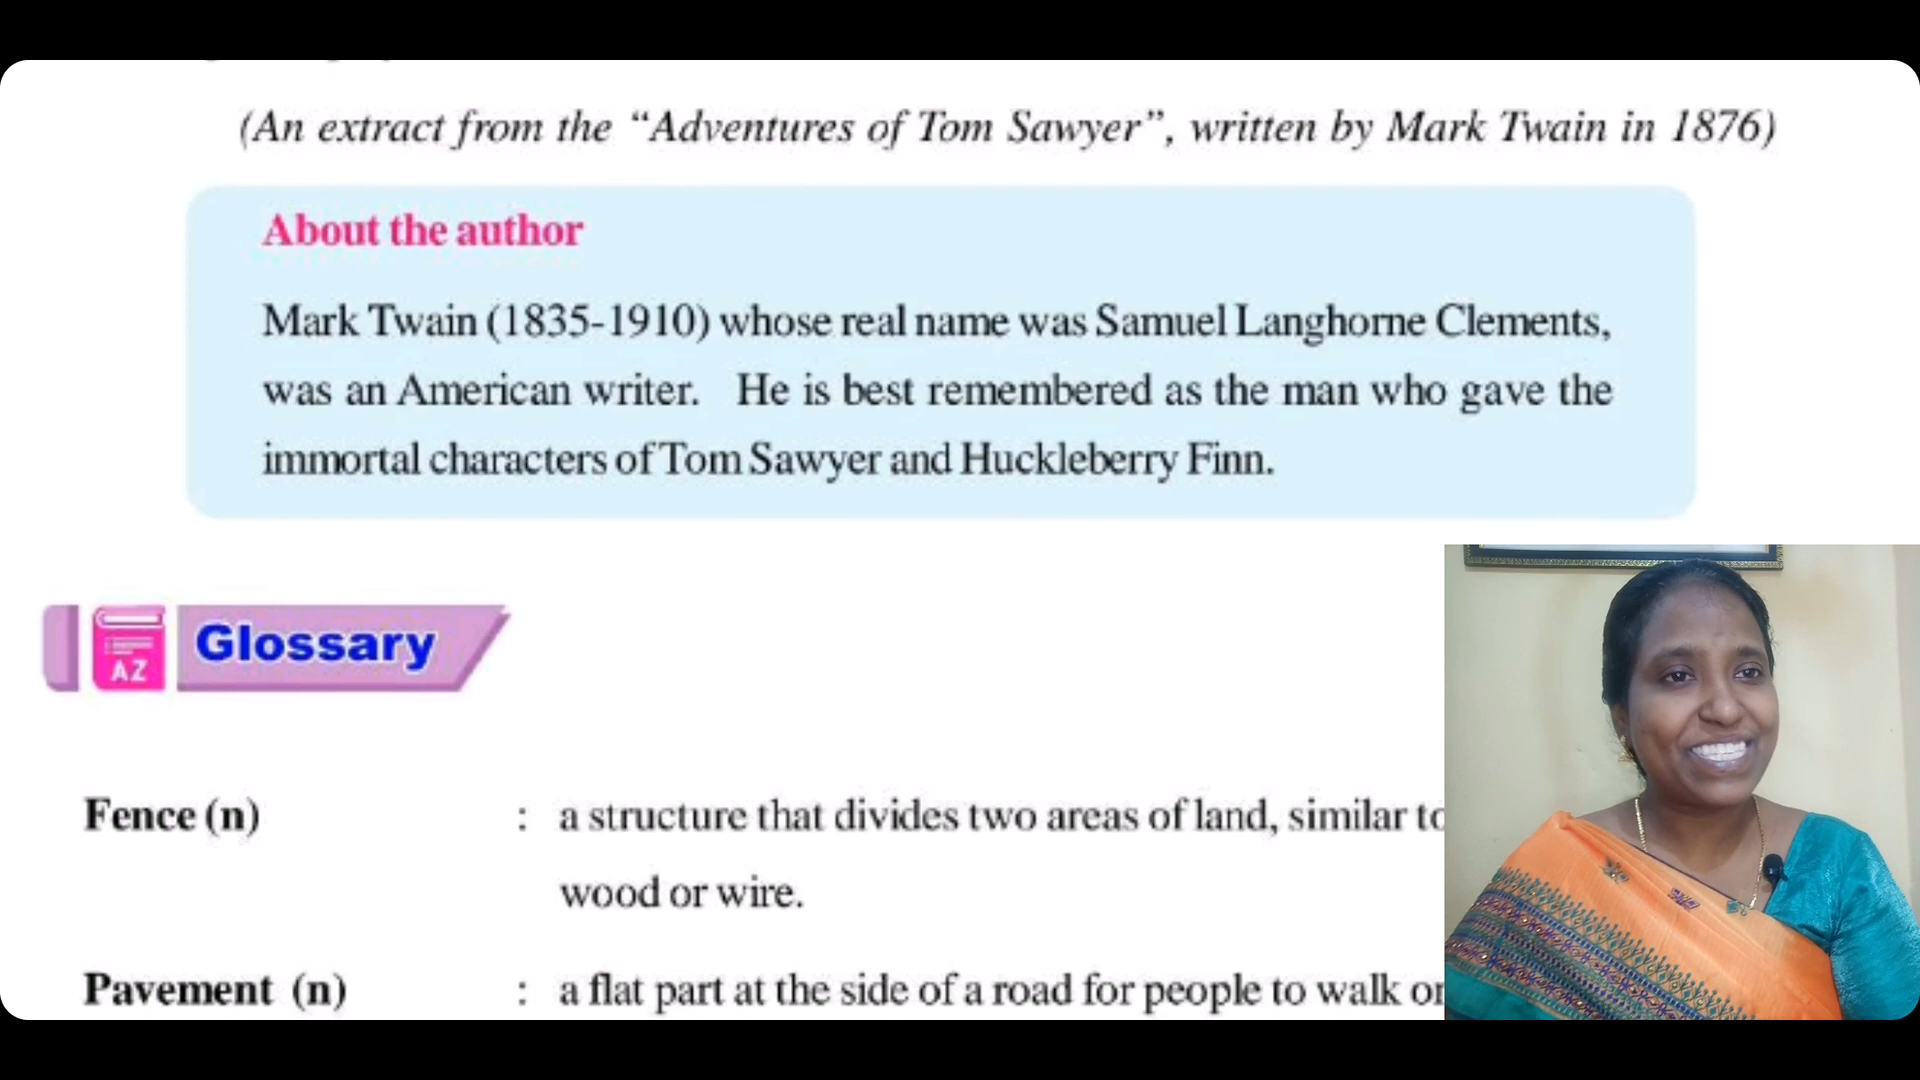 (An extract from the “Adventures of Tom Sawyer”, written by Mark Twain in 1876)
About the author
Mark Twain (1835-1910) whose real name was Samuel Langhorne Clements,
was an American writer. He is best remembered as the man who gave the
immortal characters of Tom Sawyer and Huckleberry Finn.
AZ
Glossary
Fence (n) : a structure that divides two areas of land, similar to
wood or wire.
Pavement (n) : a flat part at the side of a road for people to walk on